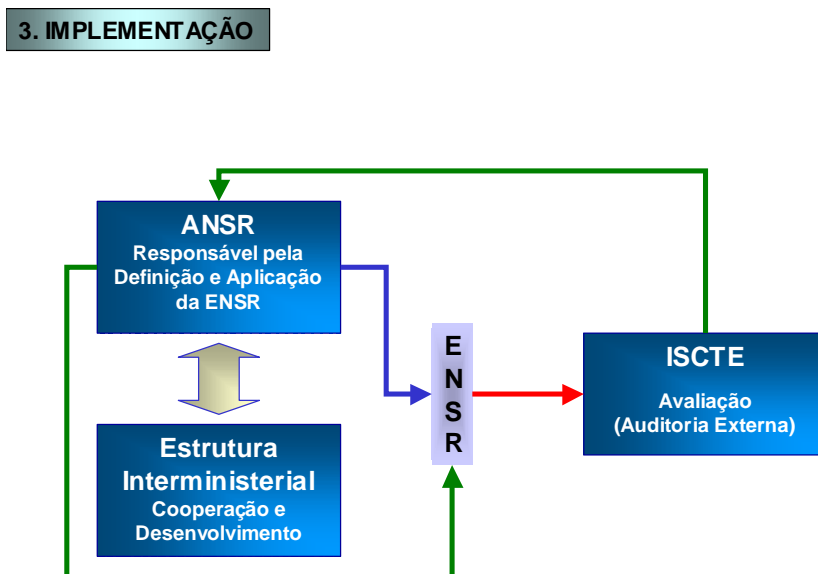 3. IMPLEMENTAÇÃO
ANSR
Responsável pela
Definição e Aplicação
da ENSR
E
N
S
R
ISCTE
Avaliação
(Auditoria Externa)
Estrutura
Interministerial
Cooperação e
Desenvolvimento